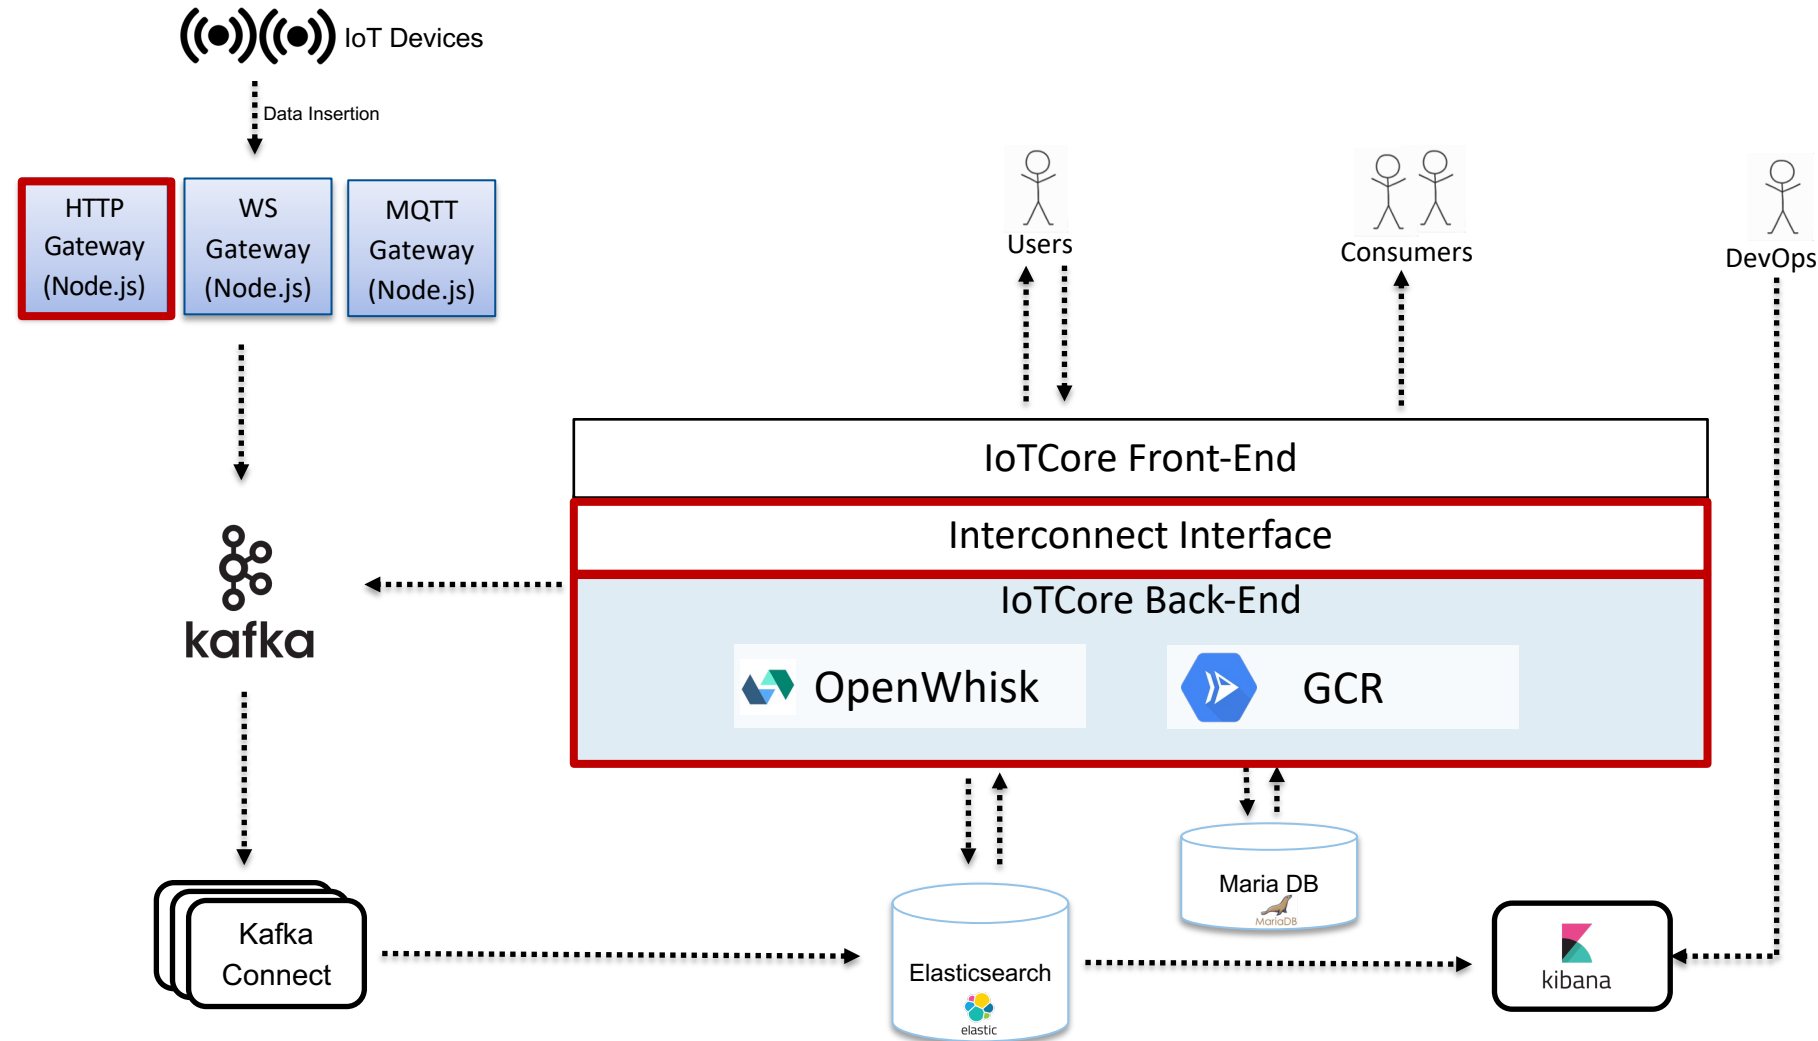 IoT Devices
Data Insertion
HTTP
Gateway
(Node.js)
WS
Gateway
(Node.js)
MQTT
Gateway
(Node.js)
Users
Consumers
DevOps
IoTCore Front-End
Interconnect Interface
IoTCore Back-End
OpenWhisk
GCR
kafka
Kafka
Connect
Elasticsearch
elastic
Maria DB
MariaDB
kibana